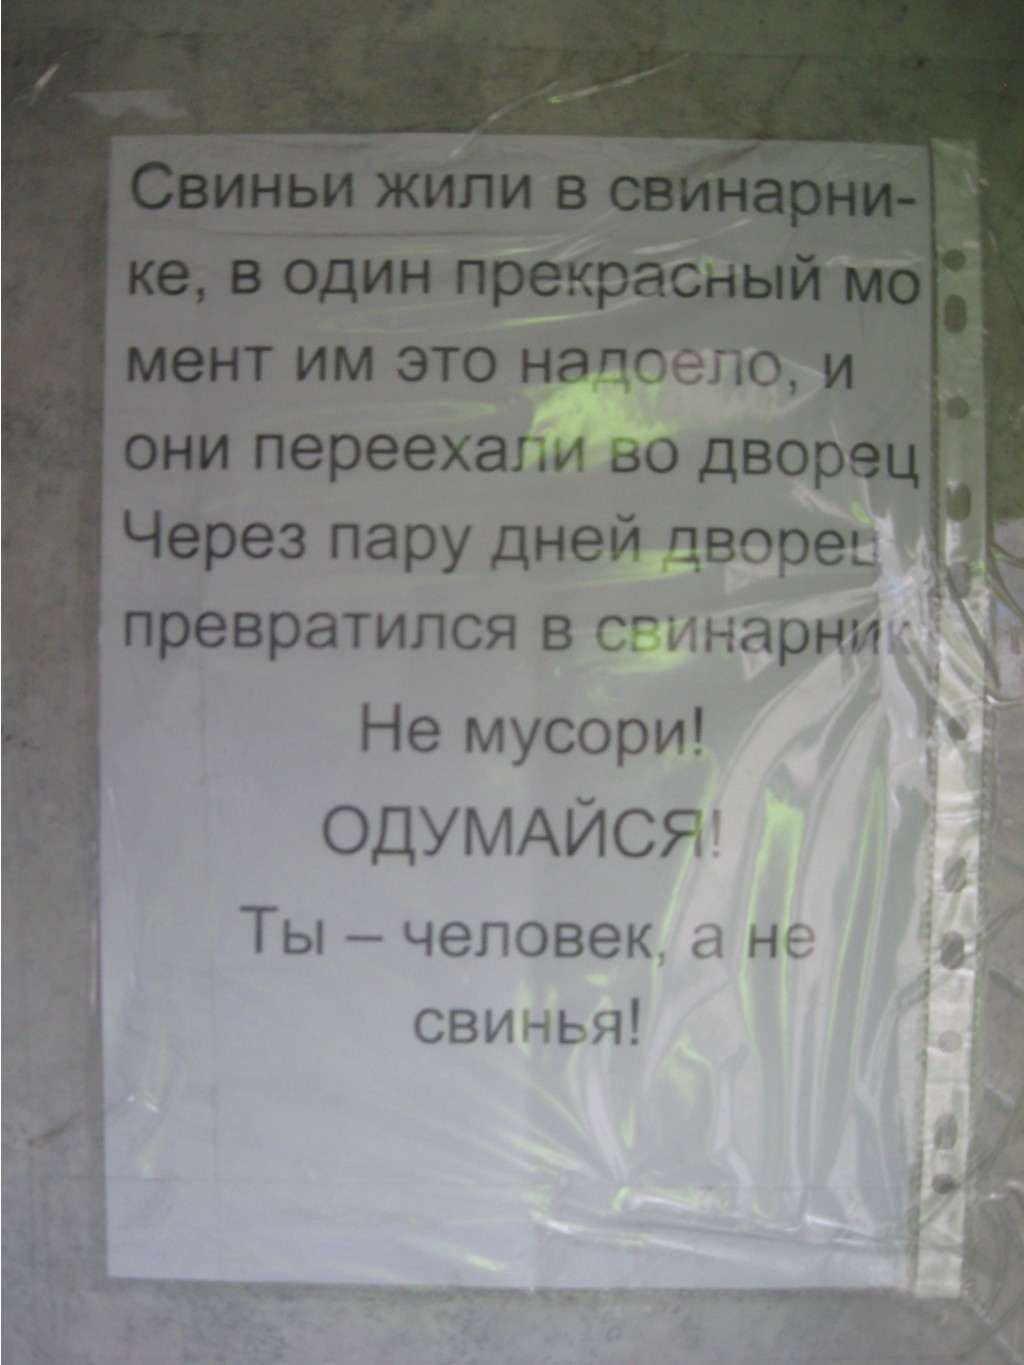 Свиньи жили в свинарни-
ке, в один прекрасный мо
мент им это надоело, и
они переехали во дворец
Через пару дней дворец
превратился в свинарник
Не мусори!
ОДУМАЙСЯ!
Ты – человек, а не
свинья!